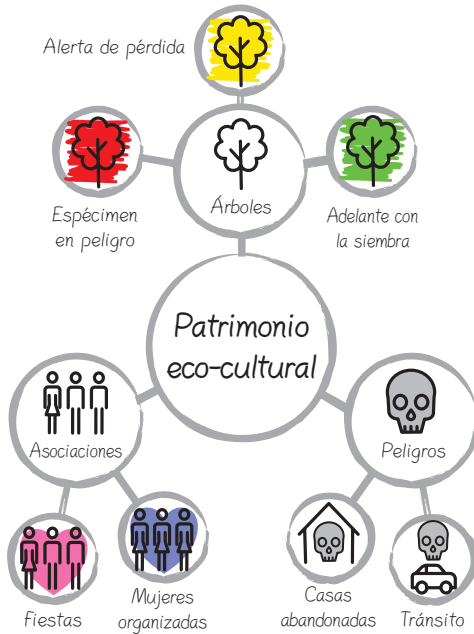 Alerta de pérdida
Árboles
Espécimen
en peligro
Adelante con
la siembra
Patrimonio
eco-cultural
Asociaciones
Peligros
Fiestas
Mujeres
organizadas
Casas
abandonadas
Tránsito